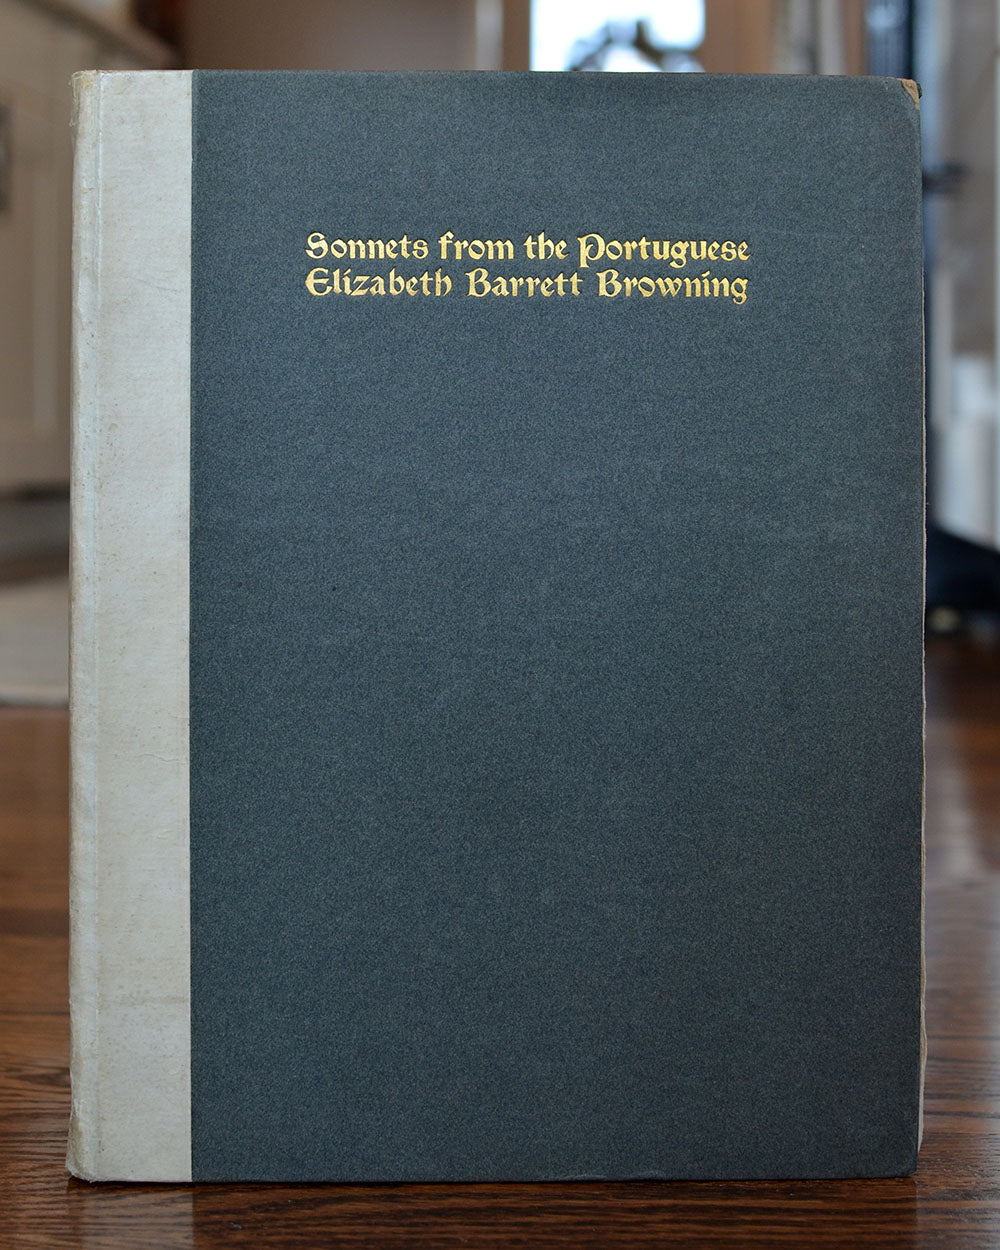 Sonnets from the Portuguese
Elizabeth Barrett Browning